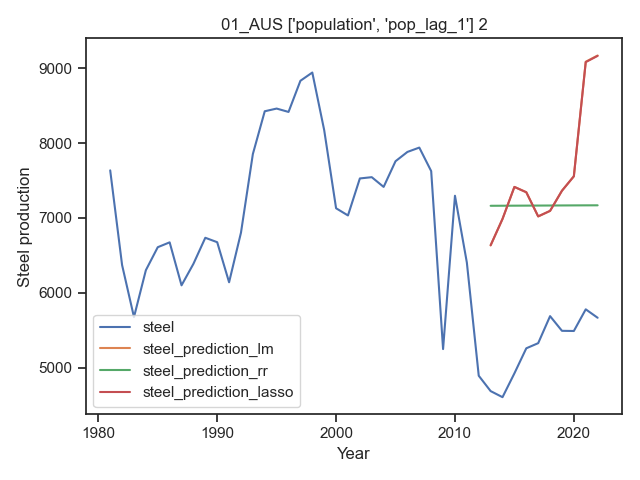 01_AUS ['population', 'pop_lag_1'] 2
9000
8000
7000
6000
5000
Steel production
steel
steel_prediction_lm
steel_prediction_rr
steel_prediction_lasso
1980
1990
2000
2010
2020
Year